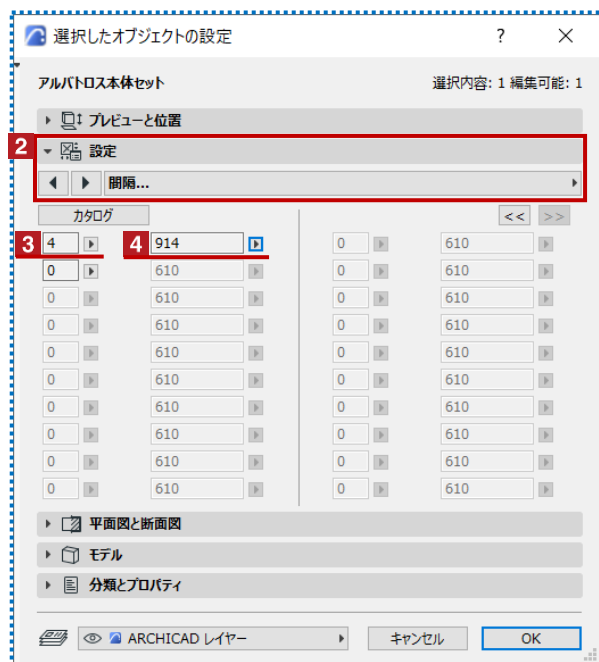 選択したオブジェクトの設定 ?
アルバトロス本体セット 選択内容: 1 編集可能: 1
プレビューと位置
2 設定
間隔...
カタログ << >>
3 4 4 914 0 610
0 610 0 610
0 610 0 610
0 610 0 610
0 610 0 610
0 610 0 610
0 610 0 610
0 610 0 610
0 610 0 610
0 610 0 610
平面図と断面図
モデル
分類とプロパティ
ARCHICAD レイヤー キャンセル OK